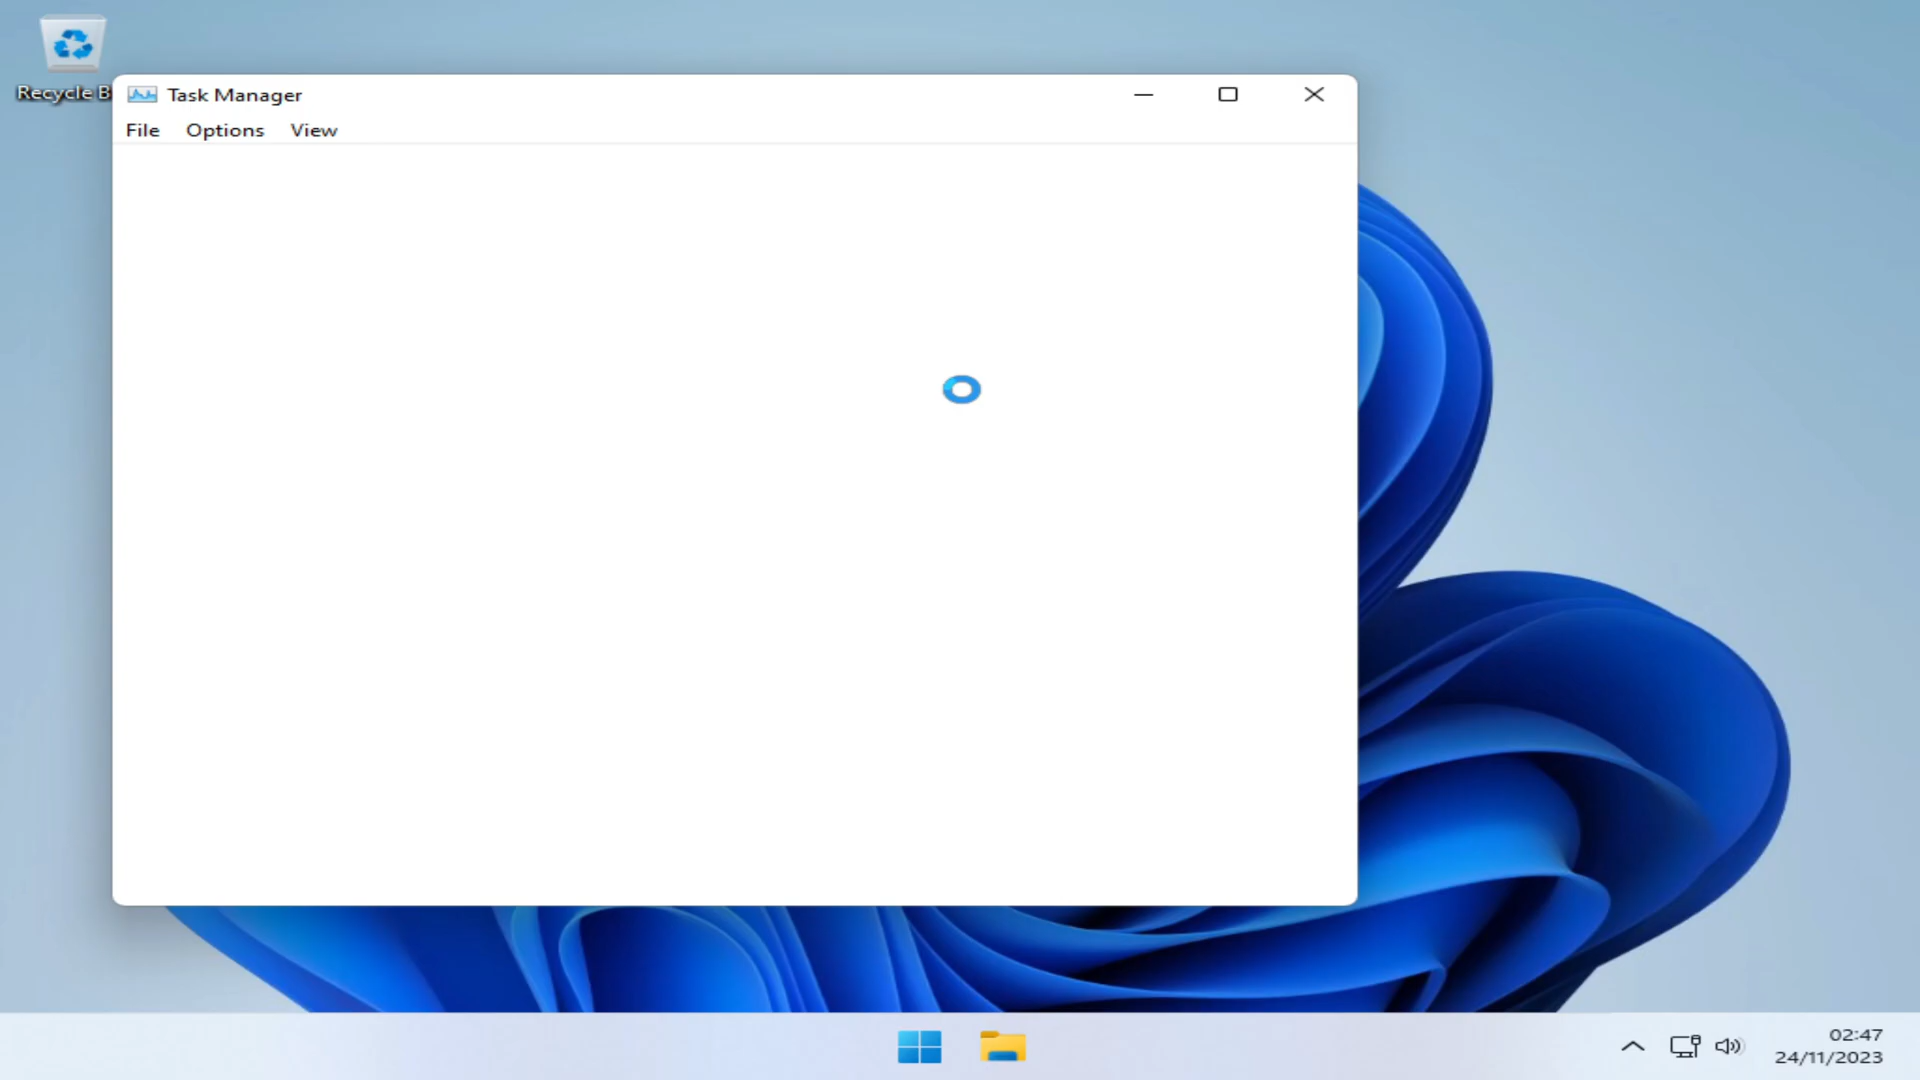 Recycle B
Task Manager
File Options View
02:47
24/11/2023